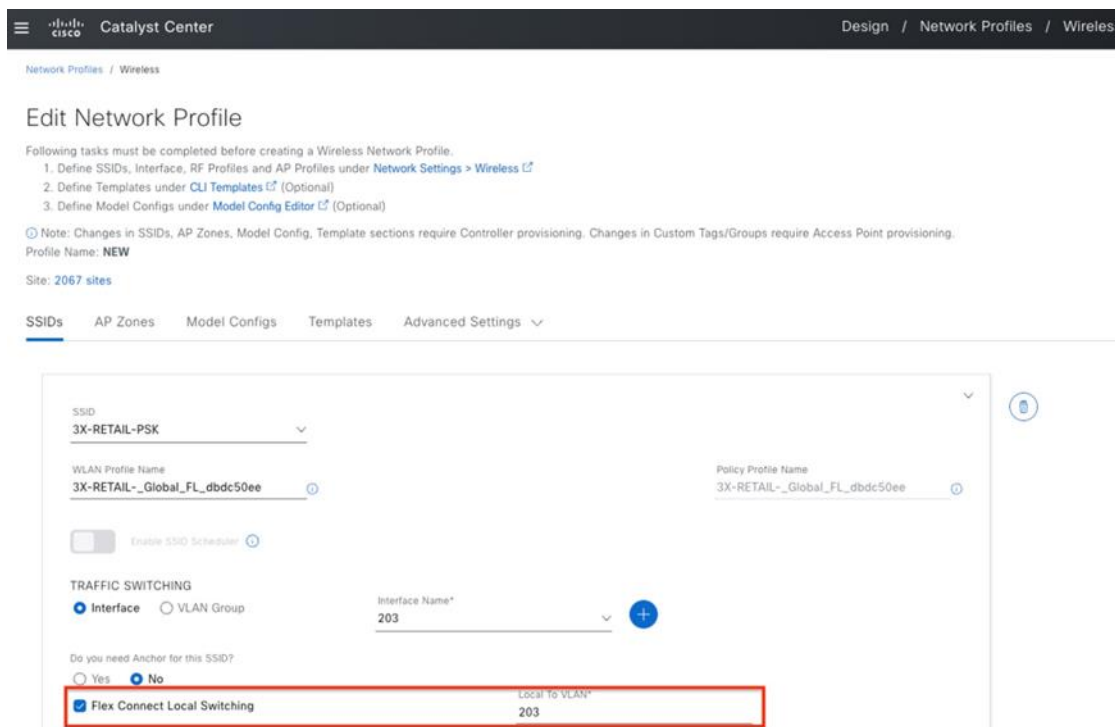 cisco Catalyst Center Design / Network Profiles / Wireles
Network Profiles / Wireless
Edit Network Profile
Following tasks must be completed before creating a Wireless Network Profile.
1. Define SSIDs, Interface, RF Profiles and AP Profiles under Network Settings > Wireless
2. Define Templates under CLI Templates (Optional)
3. Define Model Configs under Model Config Editor (Optional)
Note: Changes in SSIDs, AP Zones, Model Config, Template sections require Controller provisioning. Changes in Custom Tags/Groups require Access Point provisioning.
Profile Name: NEW
Site: 2067 sites
SSIDs AP Zones Model Configs Templates Advanced Settings
SSID
3X-RETAIL-PSK
WLAN Profile Name Policy Profile Name
3X-RETAIL-_Global_FL_dbdc50ee 3X-RETAIL-_Global_FL_dbdc50ee
Enable SSID Scheduler
TRAFFIC SWITCHING
Interface VLAN Group Interface Name*
203
Do you need Anchor for this SSID?
Yes No
Flex Connect Local Switching Local To VLAN*
203